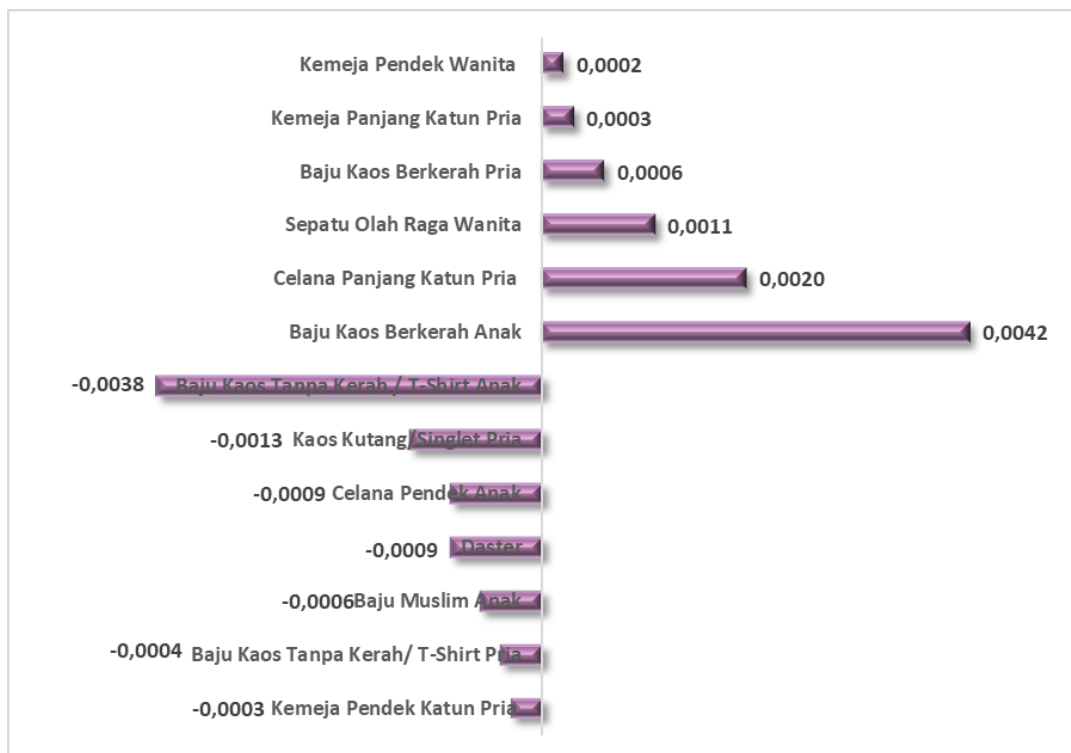 Kemeja Pendek Wanita 0,0002
Kemeja Panjang Katun Pria 0,0003
Baju Kaos Berkerah Pria 0,0006
Sepatu Olah Raga Wanita 0,0011
Celana Panjang Katun Pria 0,0020
Baju Kaos Berkerah Anak 0,0042
-0,0038 Baju Kaos Tanpa Kerah / T-Shirt Anak
-0,0013 Kaos Kutang/Singlet Pria
-0,0009 Celana Pendek Anak
-0,0009 Daster
-0,0006 Baju Muslim Anak
-0,0004 Baju Kaos Tanpa Kerah/ T-Shirt Pria
-0,0003 Kemeja Pendek Katun Pria